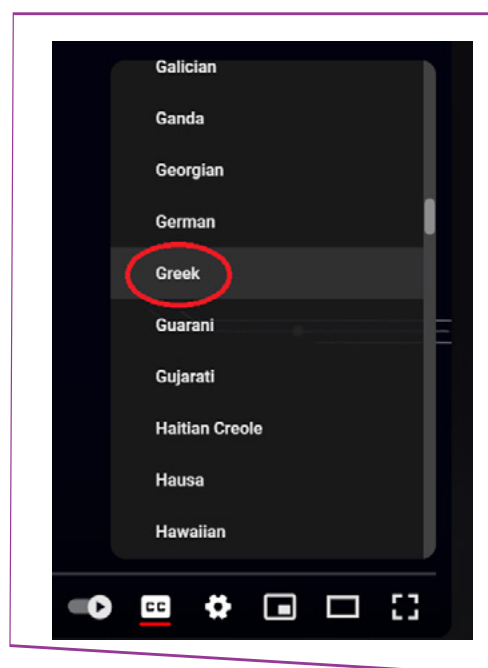 Galician
Ganda
Georgian
German
Greek
Guarani
Gujarati
Haitian Creole
Hausa
Hawaiian
CC